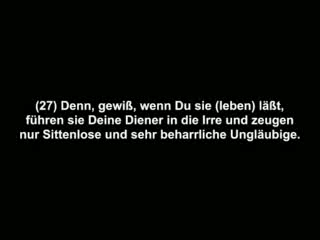 (27) Denn, gewiß, wenn Du sie (leben) läßt,
führen sie Deine Diener in die Irre und zeugen
nur Sittenlose und sehr beharrliche Ungläubige.